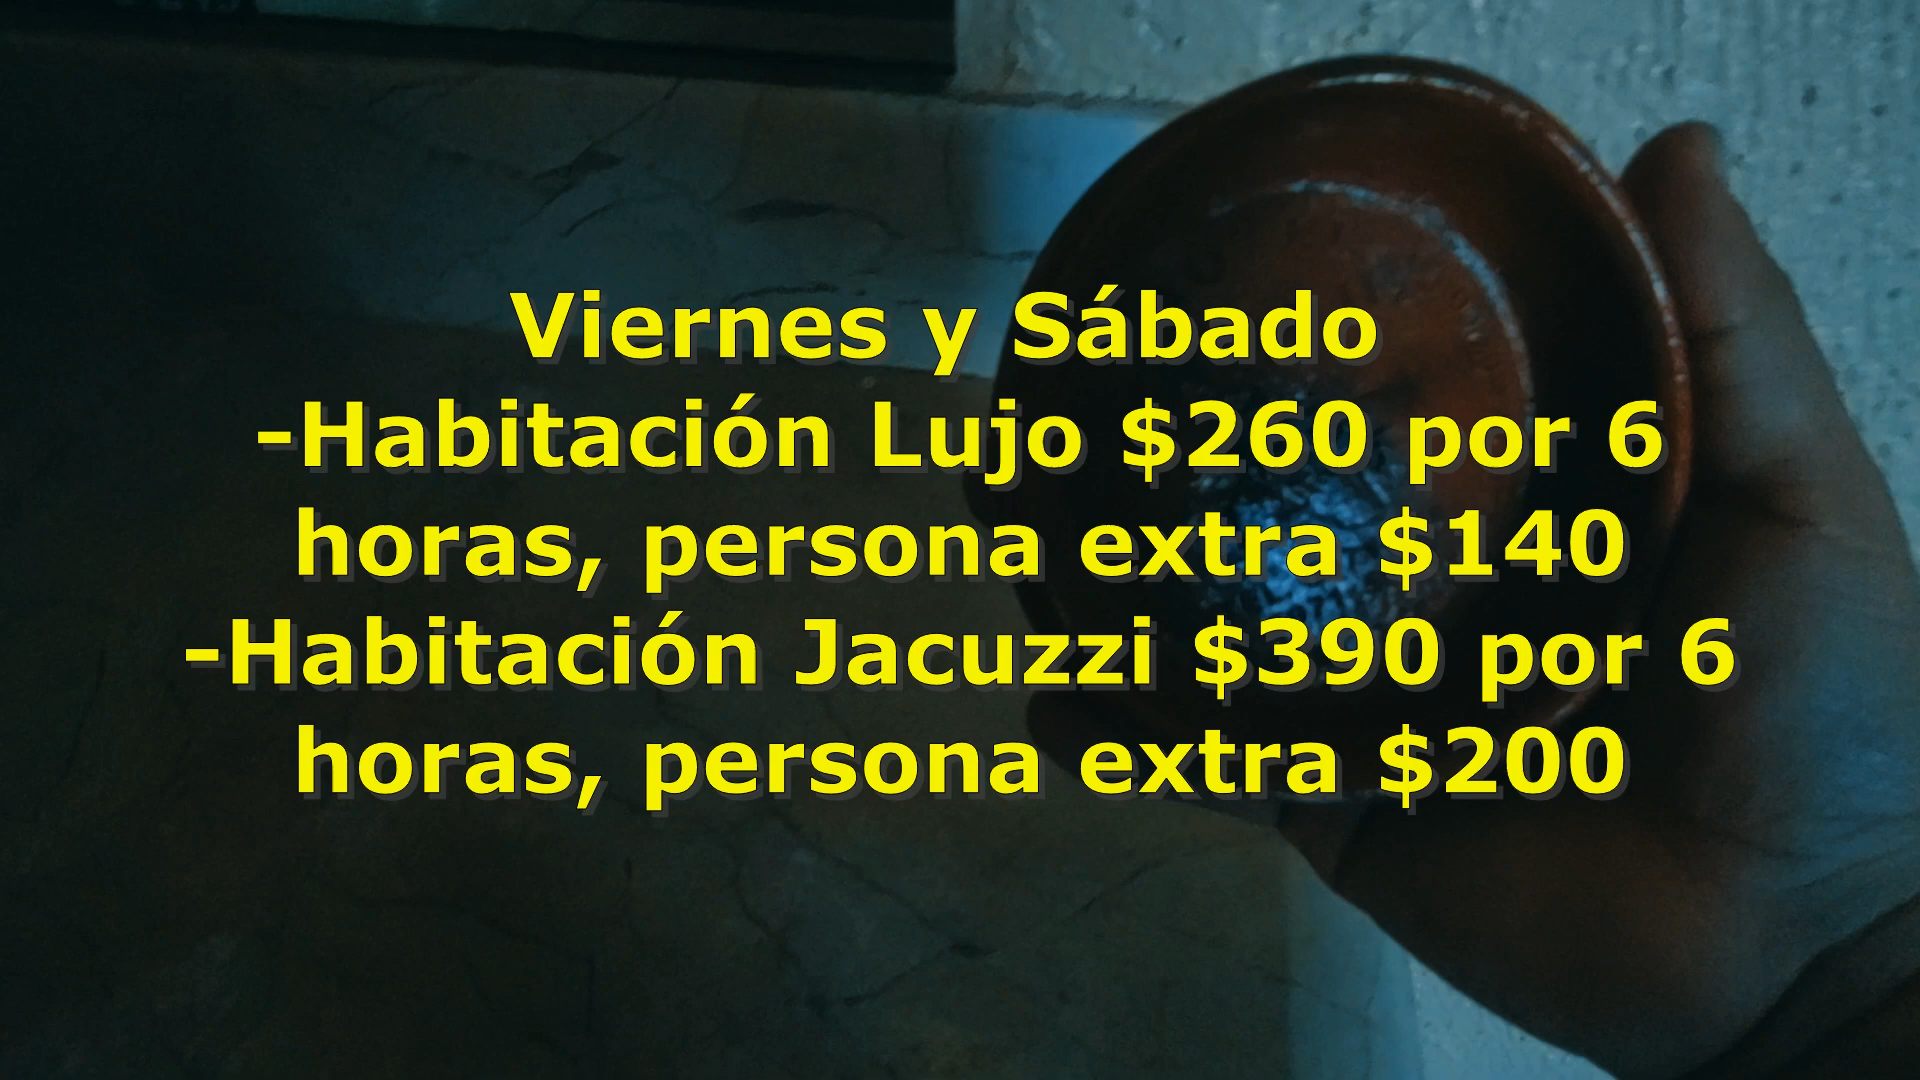 Viernes y Sábado
-Habitación Lujo $260 por 6
horas, persona extra $140
-Habitación Jacuzzi $390 por 6
horas, persona extra $200